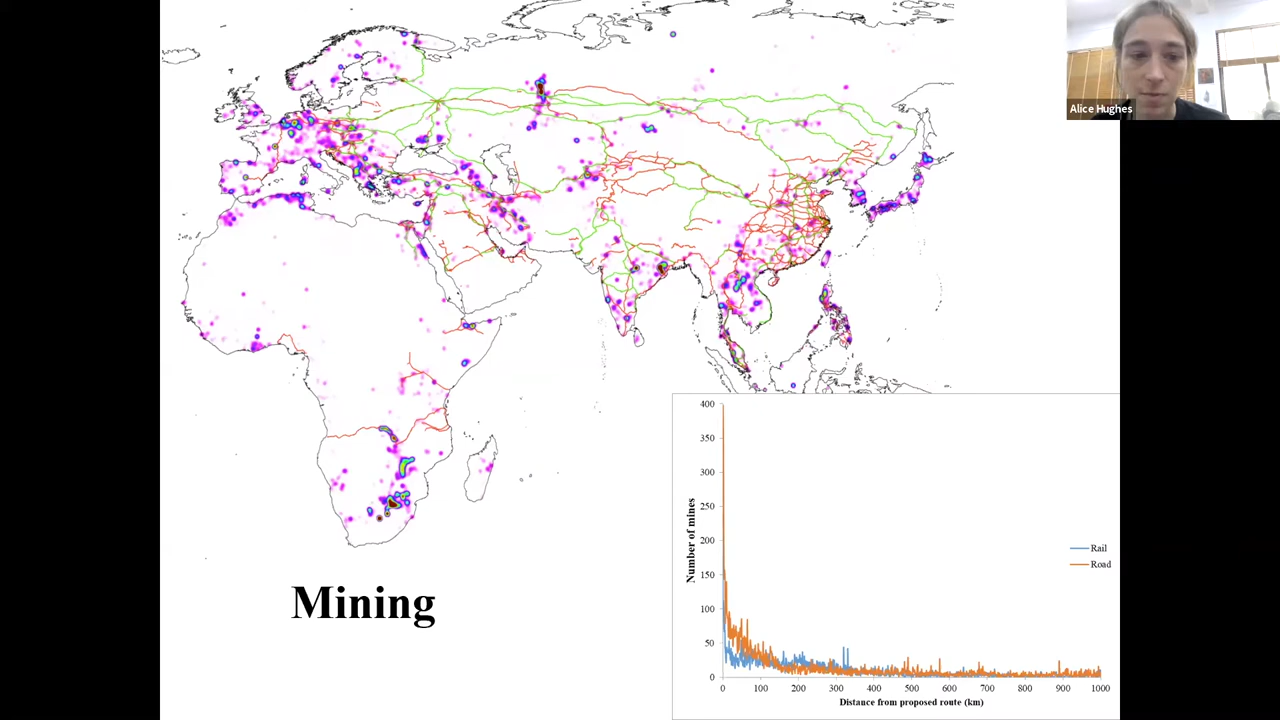 Alice Hughes
Mining
Number of mines
400
350
300
250
200
150
100
50
0
0 100 200 300 400 500 600 700 800 900 1000
Distance from proposed route (km)
Rail
Road